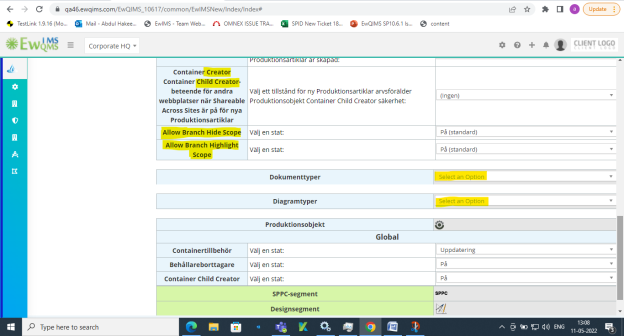 qa46.ewqims.com/EwQIMS_10617/common/EwIMSNew/Index/Index#
Update
TestLink 1.9.16 (Mo...
Mail - Abdul Hakee...
EwIMS - Team Web...
OMNEX ISSUE TRA...
SPID New Ticket 18...
EwQIMS SP10.6.1 is...
content
EwQMS
IMS
Corporate HQ
CLIENT LOGO
Produktionsartiklar är skapad:
Container Creator
Container Child Creator-
beteende för andra
webbplatser när Shareable
Across Sites är på för nya
Produktionsartiklar
Välj ett tillstånd för ny Produktionsartiklar arvsförälder
Produktionsobjekt Container Child Creator säkerhet:
(ingen)
Allow Branch Hide Scope
Välj en stat:
På (standard)
Allow Branch Highlight
Scope
Välj en stat:
På (standard)
Dokumenttyper
Select an Option
Diagramtyper
Select an Option
Produktionsobjekt
Global
Containertillbehör
Välj en stat:
Uppdatering
Behållareborttagare
Välj en stat:
På
Container Child Creator
Välj en stat:
På
SPPC-segment
SPPC
Designsegment
Type here to search
ENG
13:08
11-05-2022